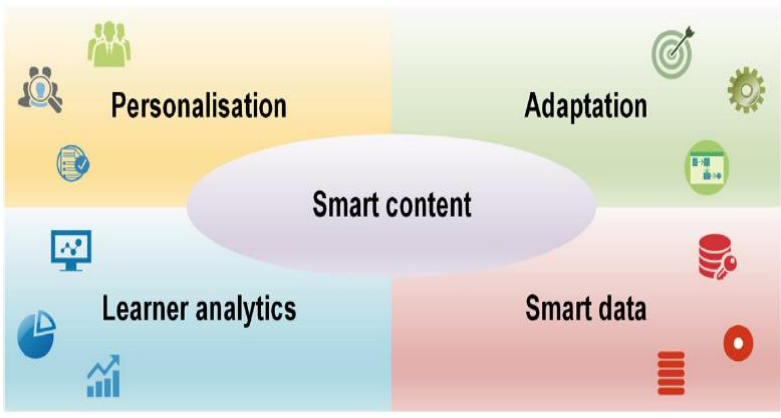 Personalisation
Adaptation
Smart content
Learner analytics
Smart data